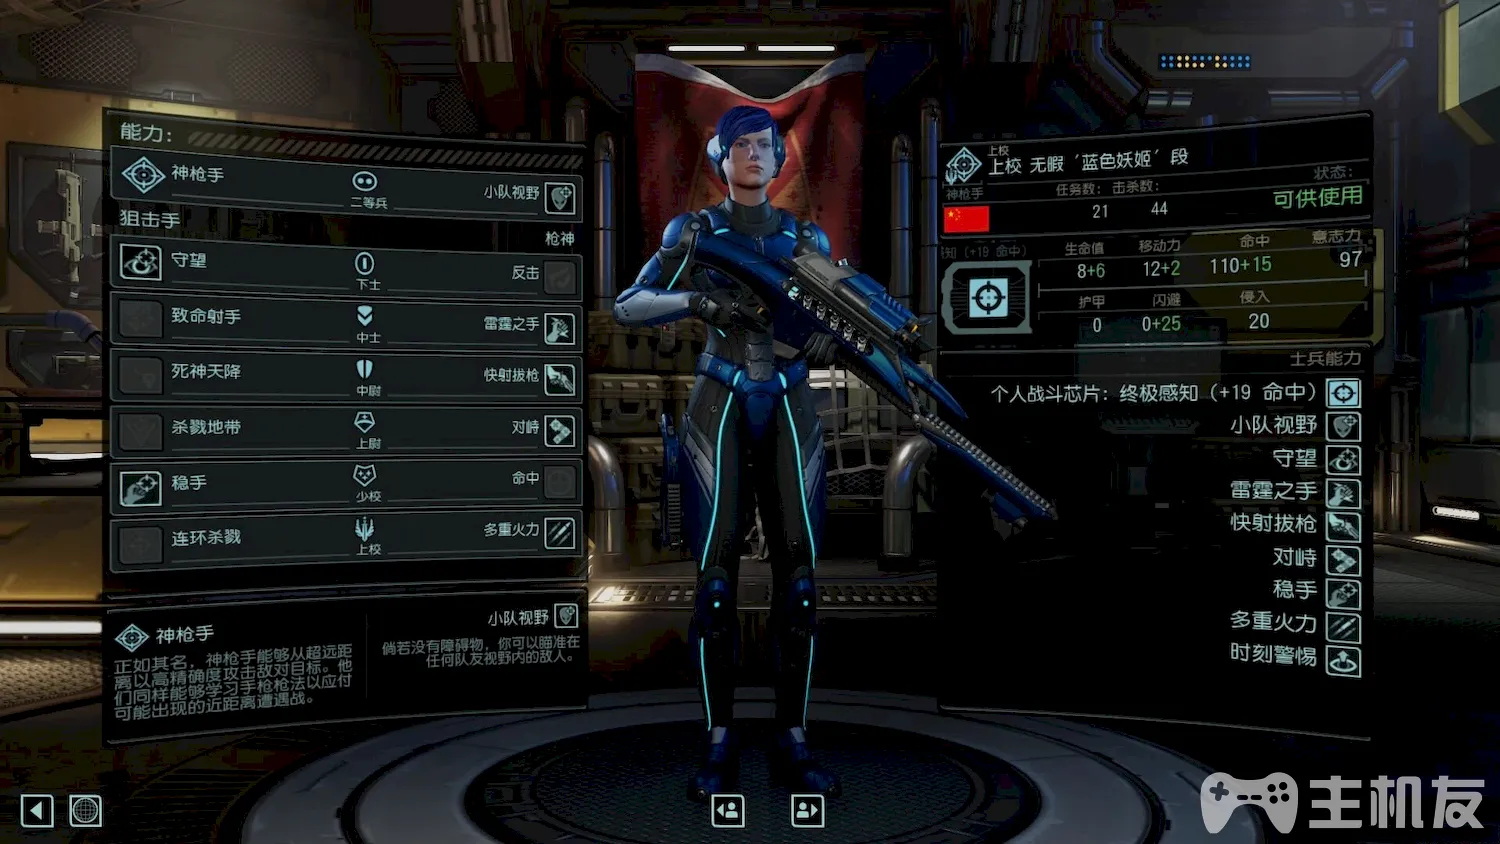 能力：
神枪手
二等兵
小队视野
狙击手
枪神
守望
下士
反击
致命射手
中士
雷霆之手
死神天降
中尉
快射拔枪
杀戮地带
上尉
对峙
稳手
少校
命中
连环杀戮
上校
多重火力
神枪手
正如其名，神枪手能够从超远距
离以高精确度攻击敌对目标。他
们同样能够学习手枪枪法以应付
可能出现的近距离遭遇战。
小队视野
倘若没有障碍物，你可以瞄准在
任何队友视野内的敌人。
上校
上校 无暇 '蓝色妖姬' 段
神枪手
任务数： 击杀数：
21 44
状态：
可供使用
知 (+19 命中)
生命值 移动力 命中 意志力
8+6 12+2 110+15 97
护甲 闪避 侵入
0 0+25 20
士兵能力
个人战斗芯片：终极感知（+19 命中）
小队视野
守望
雷霆之手
快射拔枪
对峙
稳手
多重火力
时刻警惕
主机友